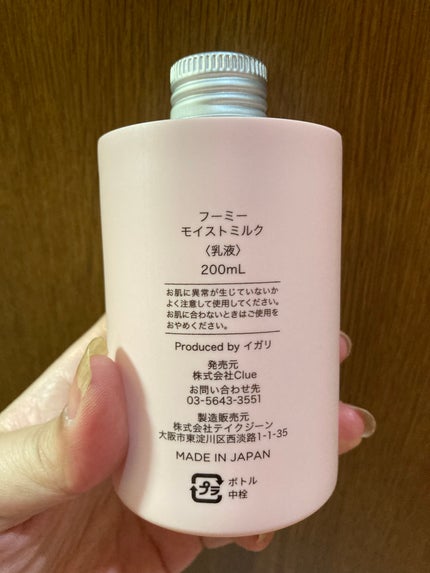 フーミー
モイストミルク
〈乳液〉
200mL
お肌に異常が生じていないか
よく注意して使用してください。
お肌に合わないときはご使用を
おやめください。
Produced by イガリ
発売元
株式会社Clue
お問い合わせ先
03-5643-3551
製造販売元
株式会社テイクジーン
大阪市東淀川区西淡路1-1-35
MADE IN JAPAN
プラ
ボトル
中栓